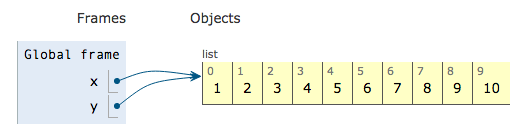 Frames Objects
Global frame
list
x
y
0 1 2 3 4 5 6 7 8 9
1 2 3 4 5 6 7 8 9 10